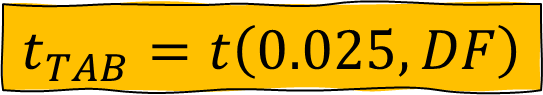 t_TAB = t(0.025, DF)